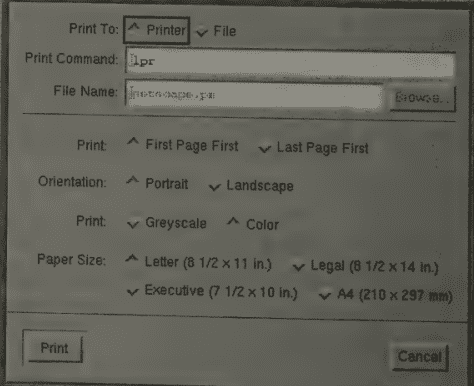 Print To: Printer File
Print Command: lpr
File Name: netscape.ps Browse...
Print: First Page First Last Page First
Orientation: Portrait Landscape
Print: Greyscale Color
Paper Size: Letter (8 1/2 x 11 in.) Legal (8 1/2 x 14 in.)
Executive (7 1/2 x 10 in.) A4 (210 x 297 mm)
Print Cancel